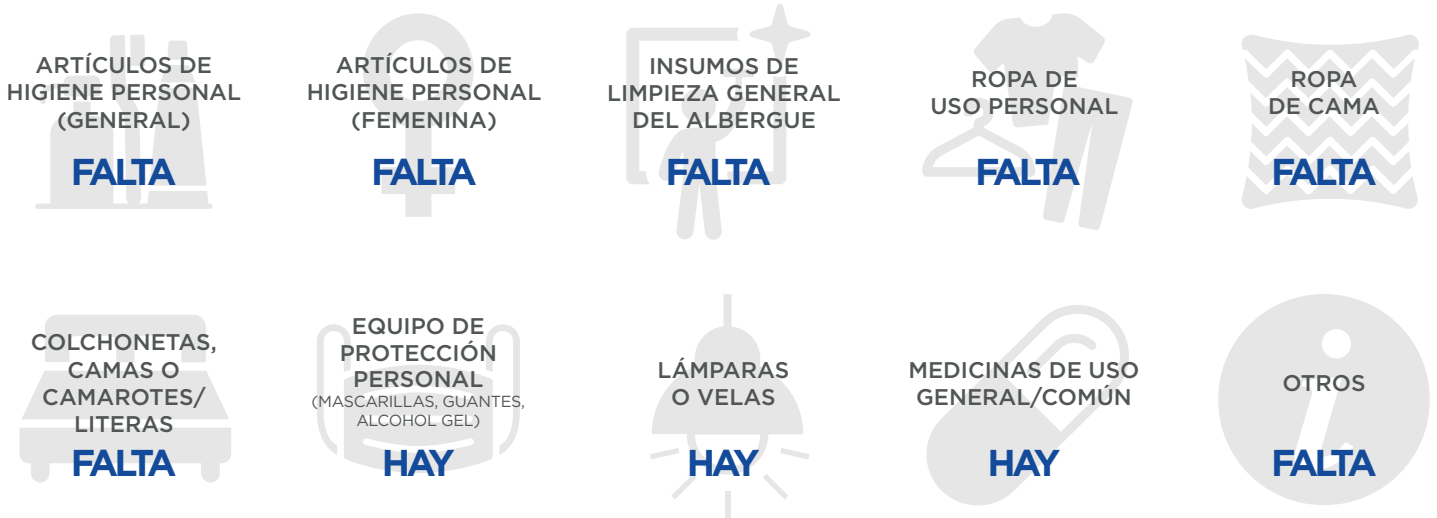 ARTÍCULOS DE
HIGIENE PERSONAL
(GENERAL)
FALTA
ARTÍCULOS DE
HIGIENE PERSONAL
(FEMENINA)
FALTA
INSUMOS DE
LIMPIEZA GENERAL
DEL ALBERGUE
FALTA
ROPA DE
USO PERSONAL
FALTA
ROPA
DE CAMA
FALTA
COLCHONETAS,
CAMAS O
CAMAROTES/
LITERAS
FALTA
EQUIPO DE
PROTECCIÓN
PERSONAL
(MASCARILLAS, GUANTES,
ALCOHOL GEL)
HAY
LÁMPARAS
O VELAS
HAY
MEDICINAS DE USO
GENERAL/COMÚN
HAY
OTROS
FALTA